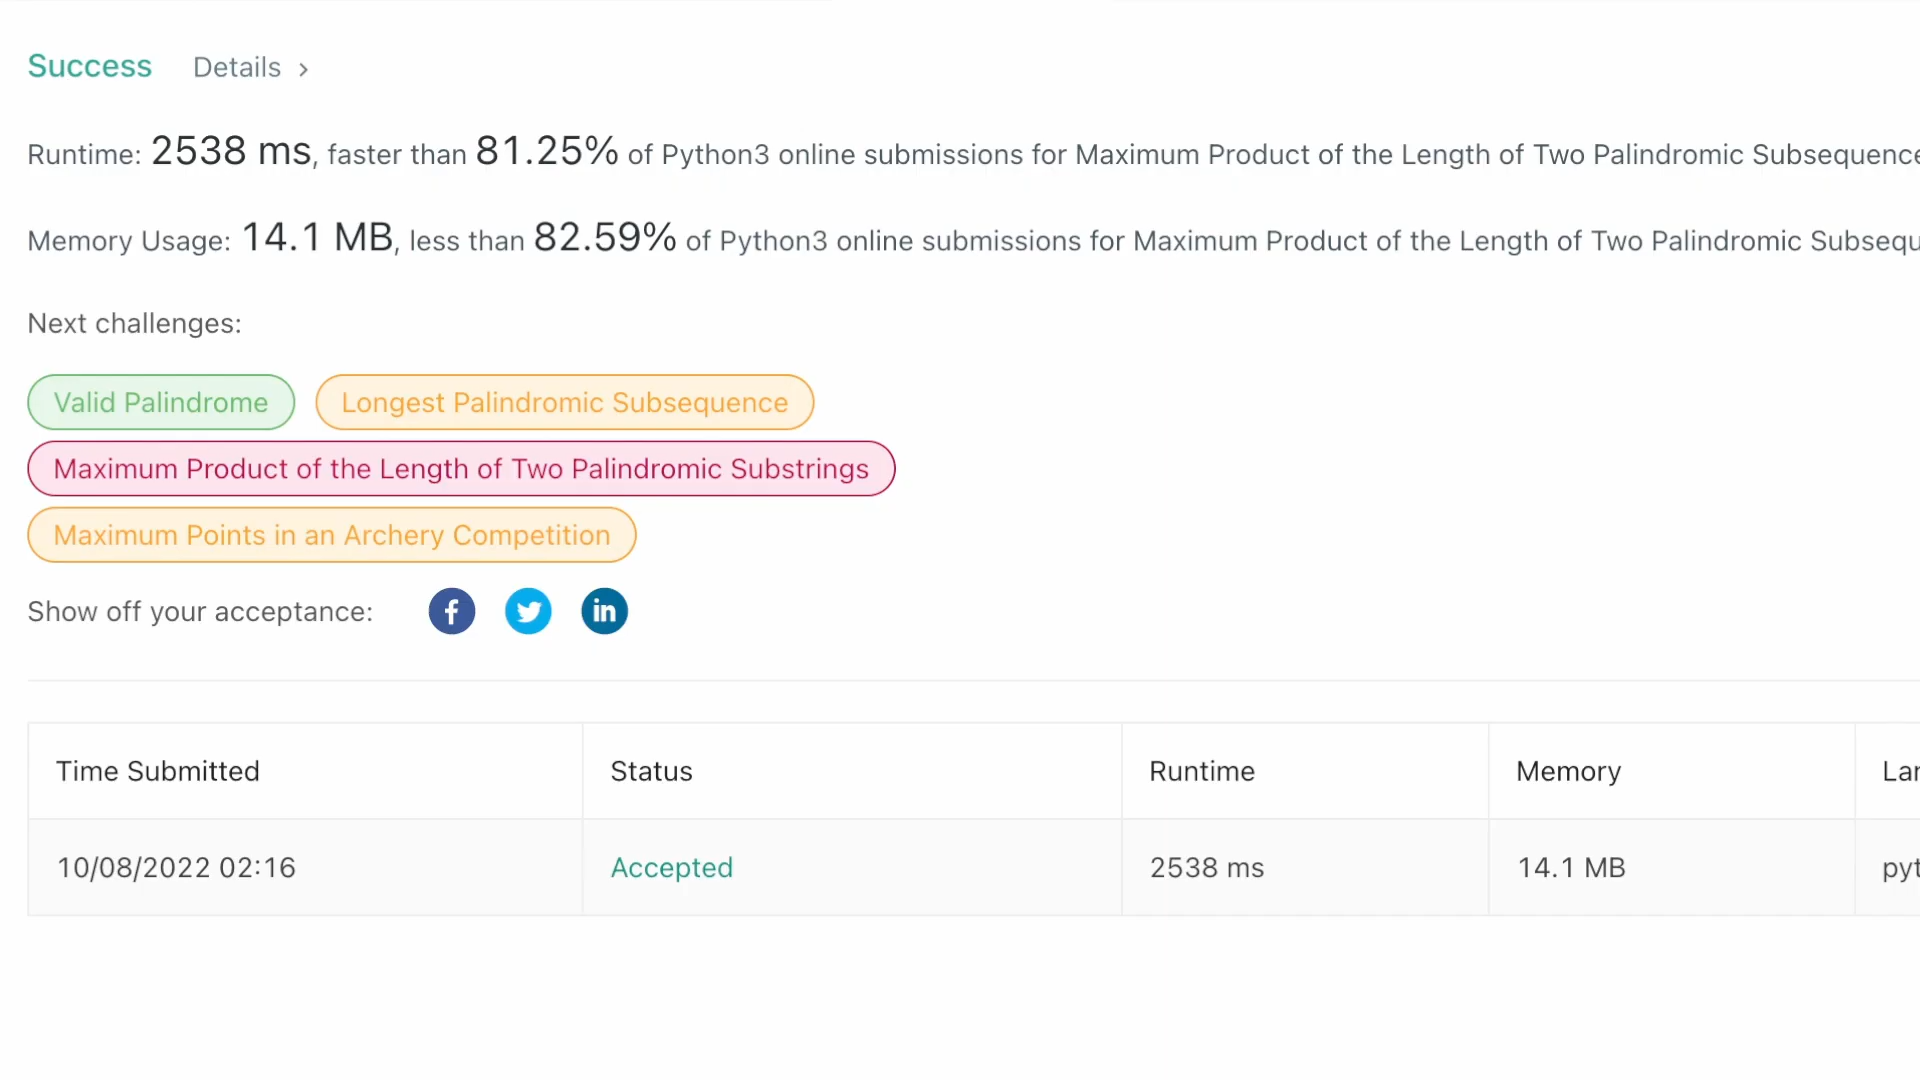 Success Details >
Runtime: 2538 ms, faster than 81.25% of Python3 online submissions for Maximum Product of the Length of Two Palindromic Subsequence
Memory Usage: 14.1 MB, less than 82.59% of Python3 online submissions for Maximum Product of the Length of Two Palindromic Subsequ
Next challenges:
Valid Palindrome Longest Palindromic Subsequence
Maximum Product of the Length of Two Palindromic Substrings
Maximum Points in an Archery Competition
Show off your acceptance: f in
Time Submitted Status Runtime Memory Lan
10/08/2022 02:16 Accepted 2538 ms 14.1 MB pyt